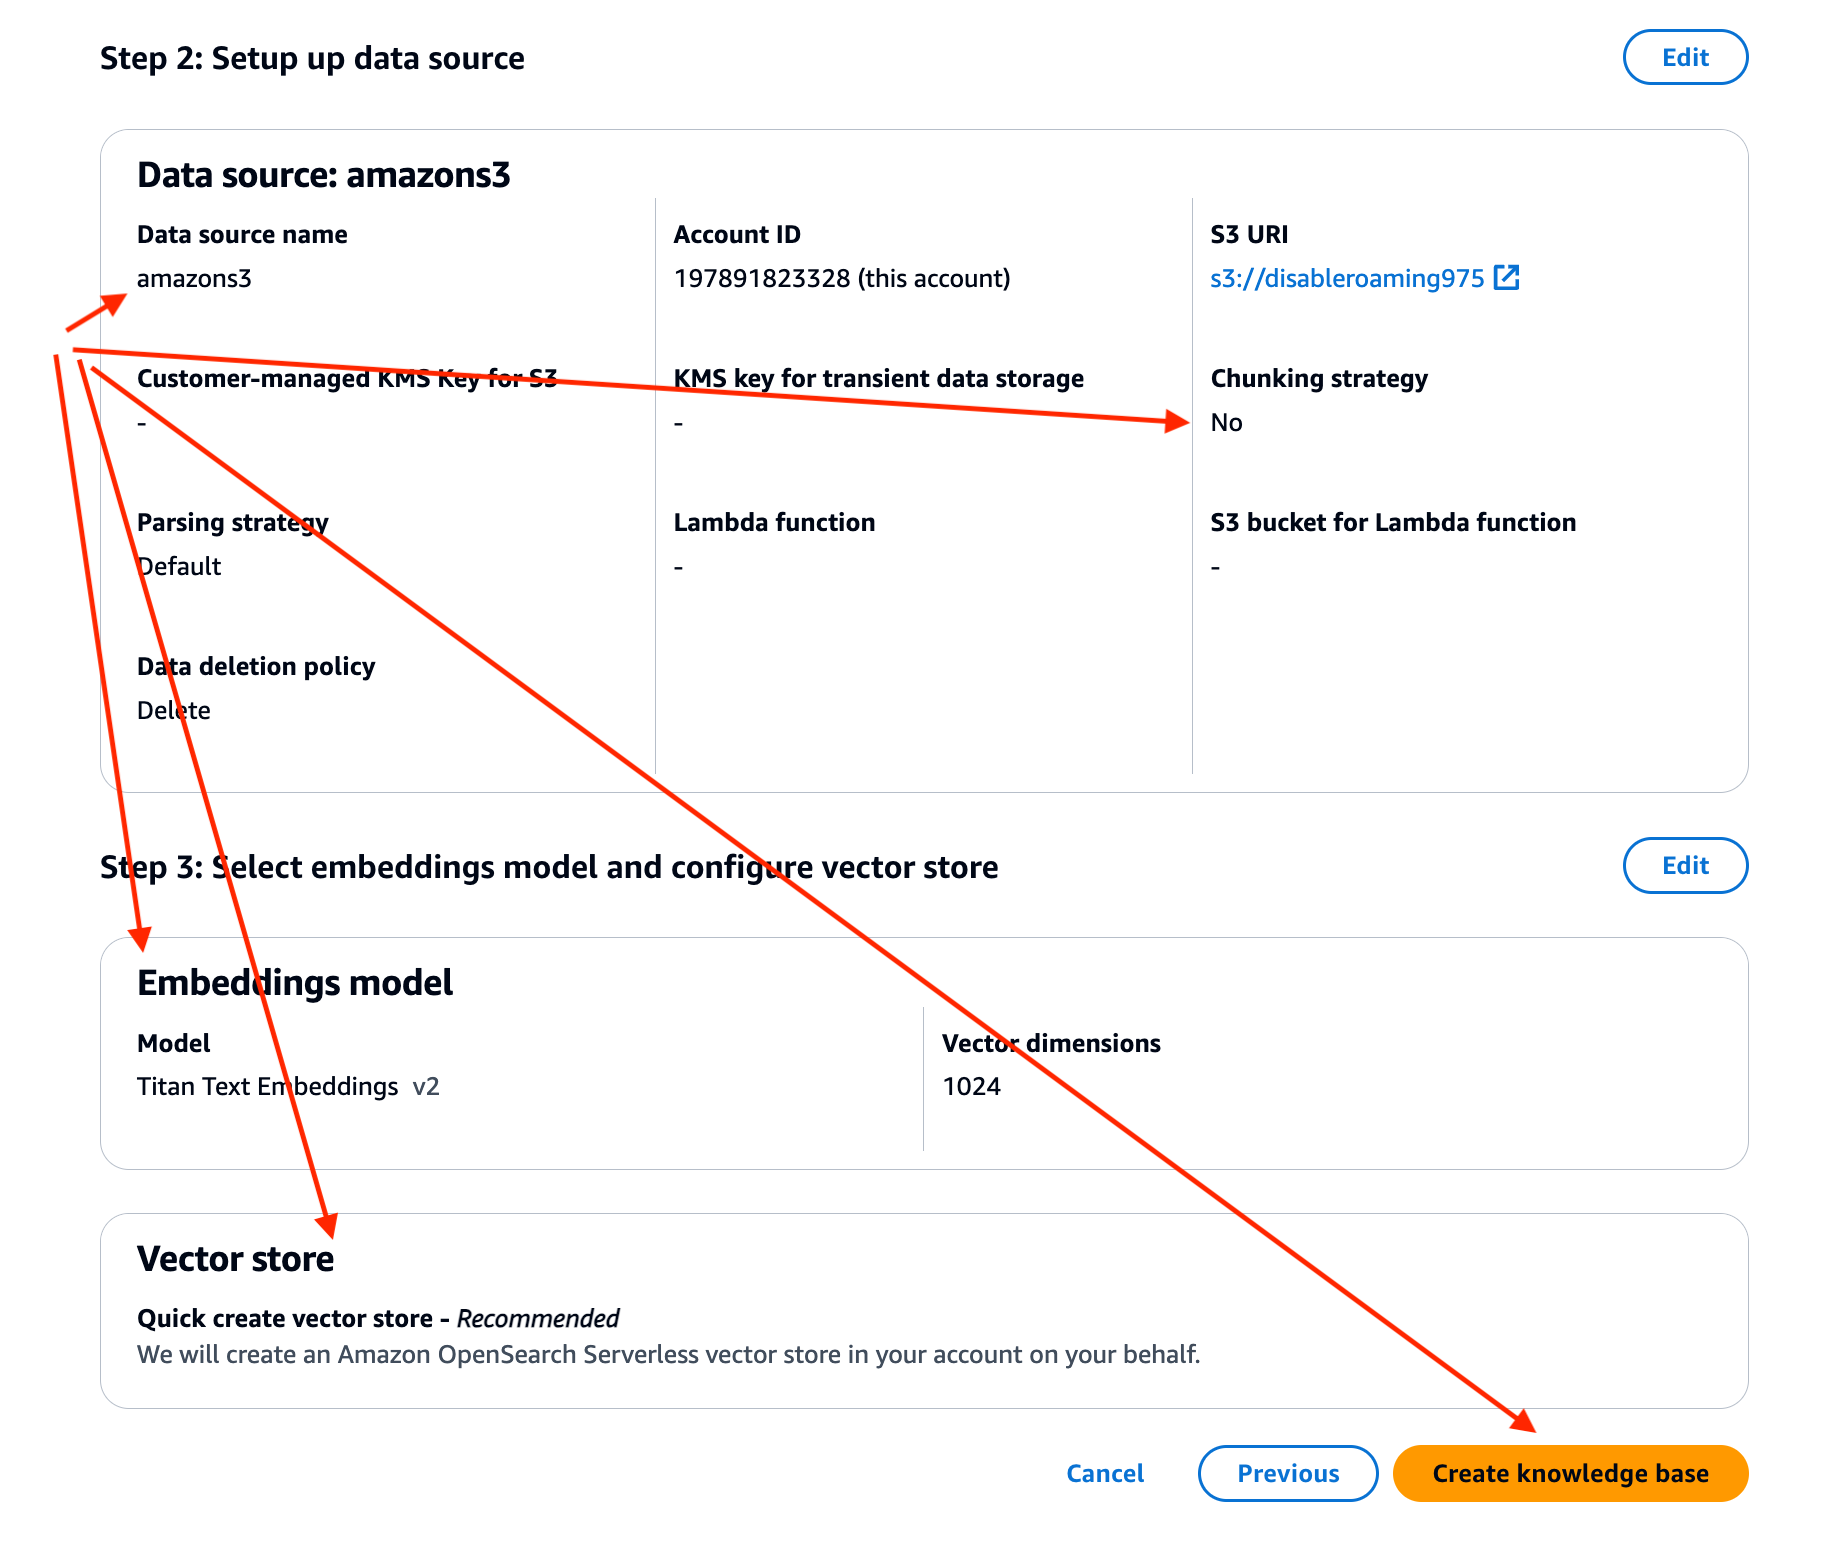 Step 2: Setup up data source
Edit
Data source: amazons3
Data source name
Account ID
S3 URI
amazons3
197891823328 (this account)
s3://disableroaming975
Customer-managed KMS Key for S3
KMS key for transient data storage
Chunking strategy
-
-
No
Parsing strategy
Lambda function
S3 bucket for Lambda function
Default
-
-
Data deletion policy
Delete
Step 3: Select embeddings model and configure vector store
Edit
Embeddings model
Model
Vector dimensions
Titan Text Embeddings v2
1024
Vector store
Quick create vector store - Recommended
We will create an Amazon OpenSearch Serverless vector store in your account on your behalf.
Cancel
Previous
Create knowledge base